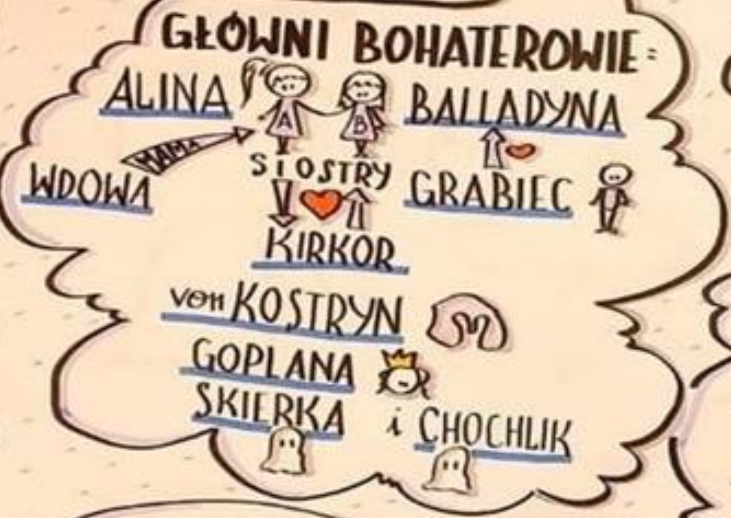 GŁÓWNI BOHATEROWIE:
ALINA A B BALLADYNA
MAMA
SIOSTRY
WDOWA GRABIEC
KIRKOR
von KOSTRYN
GOPLANA
SKIERKA i CHOCHLIK